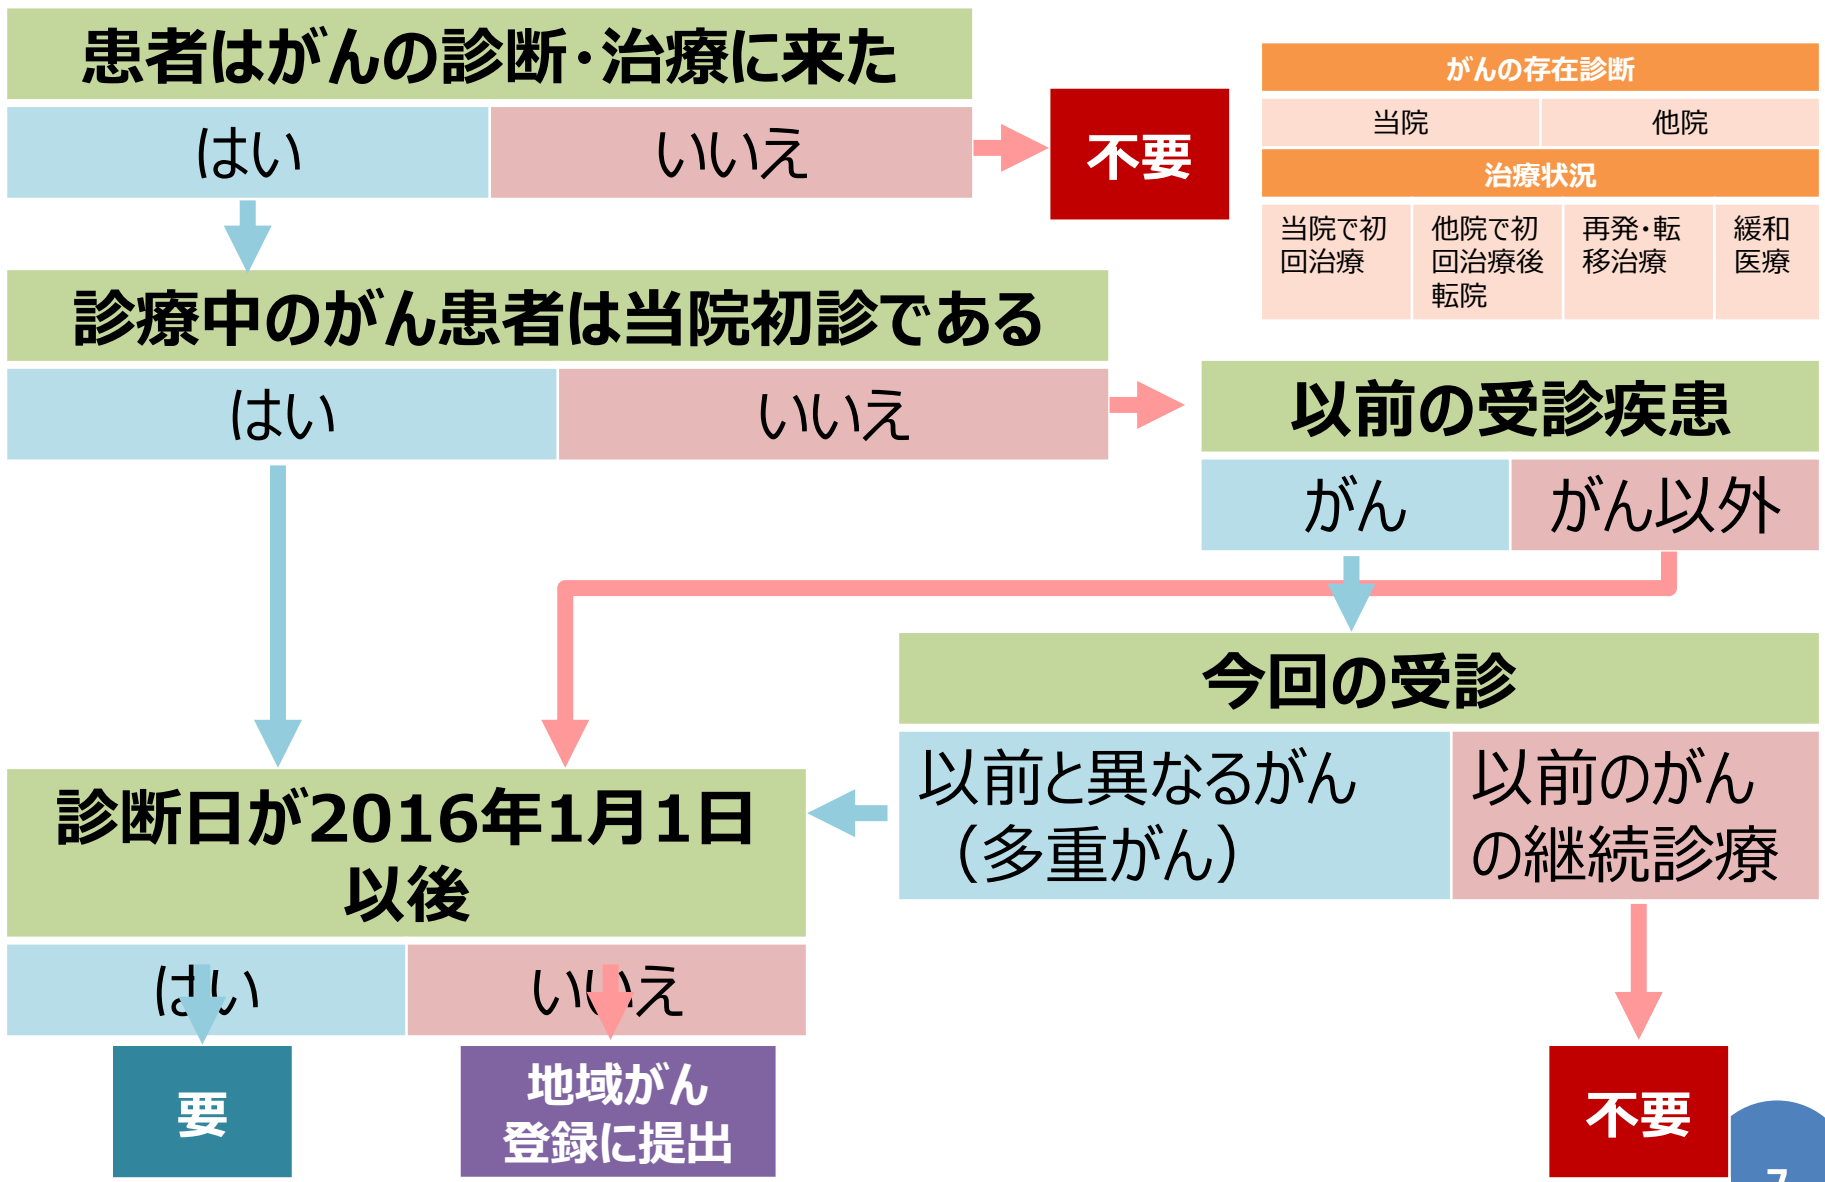 患者はがんの診断・治療に来た
はい
いいえ
不要
がんの存在診断
当院
他院
治療状況
当院で初
回治療
他院で初
回治療後
転院
再発・転
移治療
緩和
医療
診療中のがん患者は当院初診である
はい
いいえ
以前の受診疾患
がん
がん以外
今回の受診
以前と異なるがん
（多重がん）
以前のがん
の継続診療
診断日が2016年1月1日
以後
はい
いいえ
要
地域がん
登録に提出
不要
7